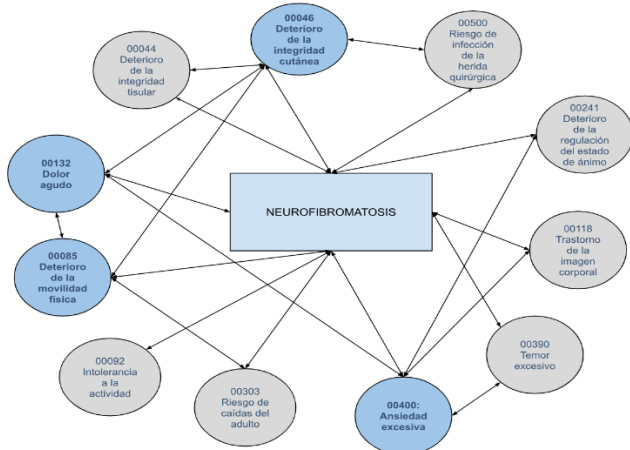 00046
Deterioro
de la
integridad
cutánea
00500
Riesgo de
infección
de la
herida
quirúrgica
00044
Deterioro
de la
integridad
tisular
00241
Deterioro
de la
regulación
del estado
de ánimo
00132
Dolor
agudo
NEUROFIBROMATOSIS
00118
Trastorno
de la
imagen
corporal
00085
Deterioro
de la
movilidad
física
00390
Temor
excesivo
00092
Intolerancia
a la
actividad
00303
Riesgo de
caídas del
adulto
00400:
Ansiedad
excesiva